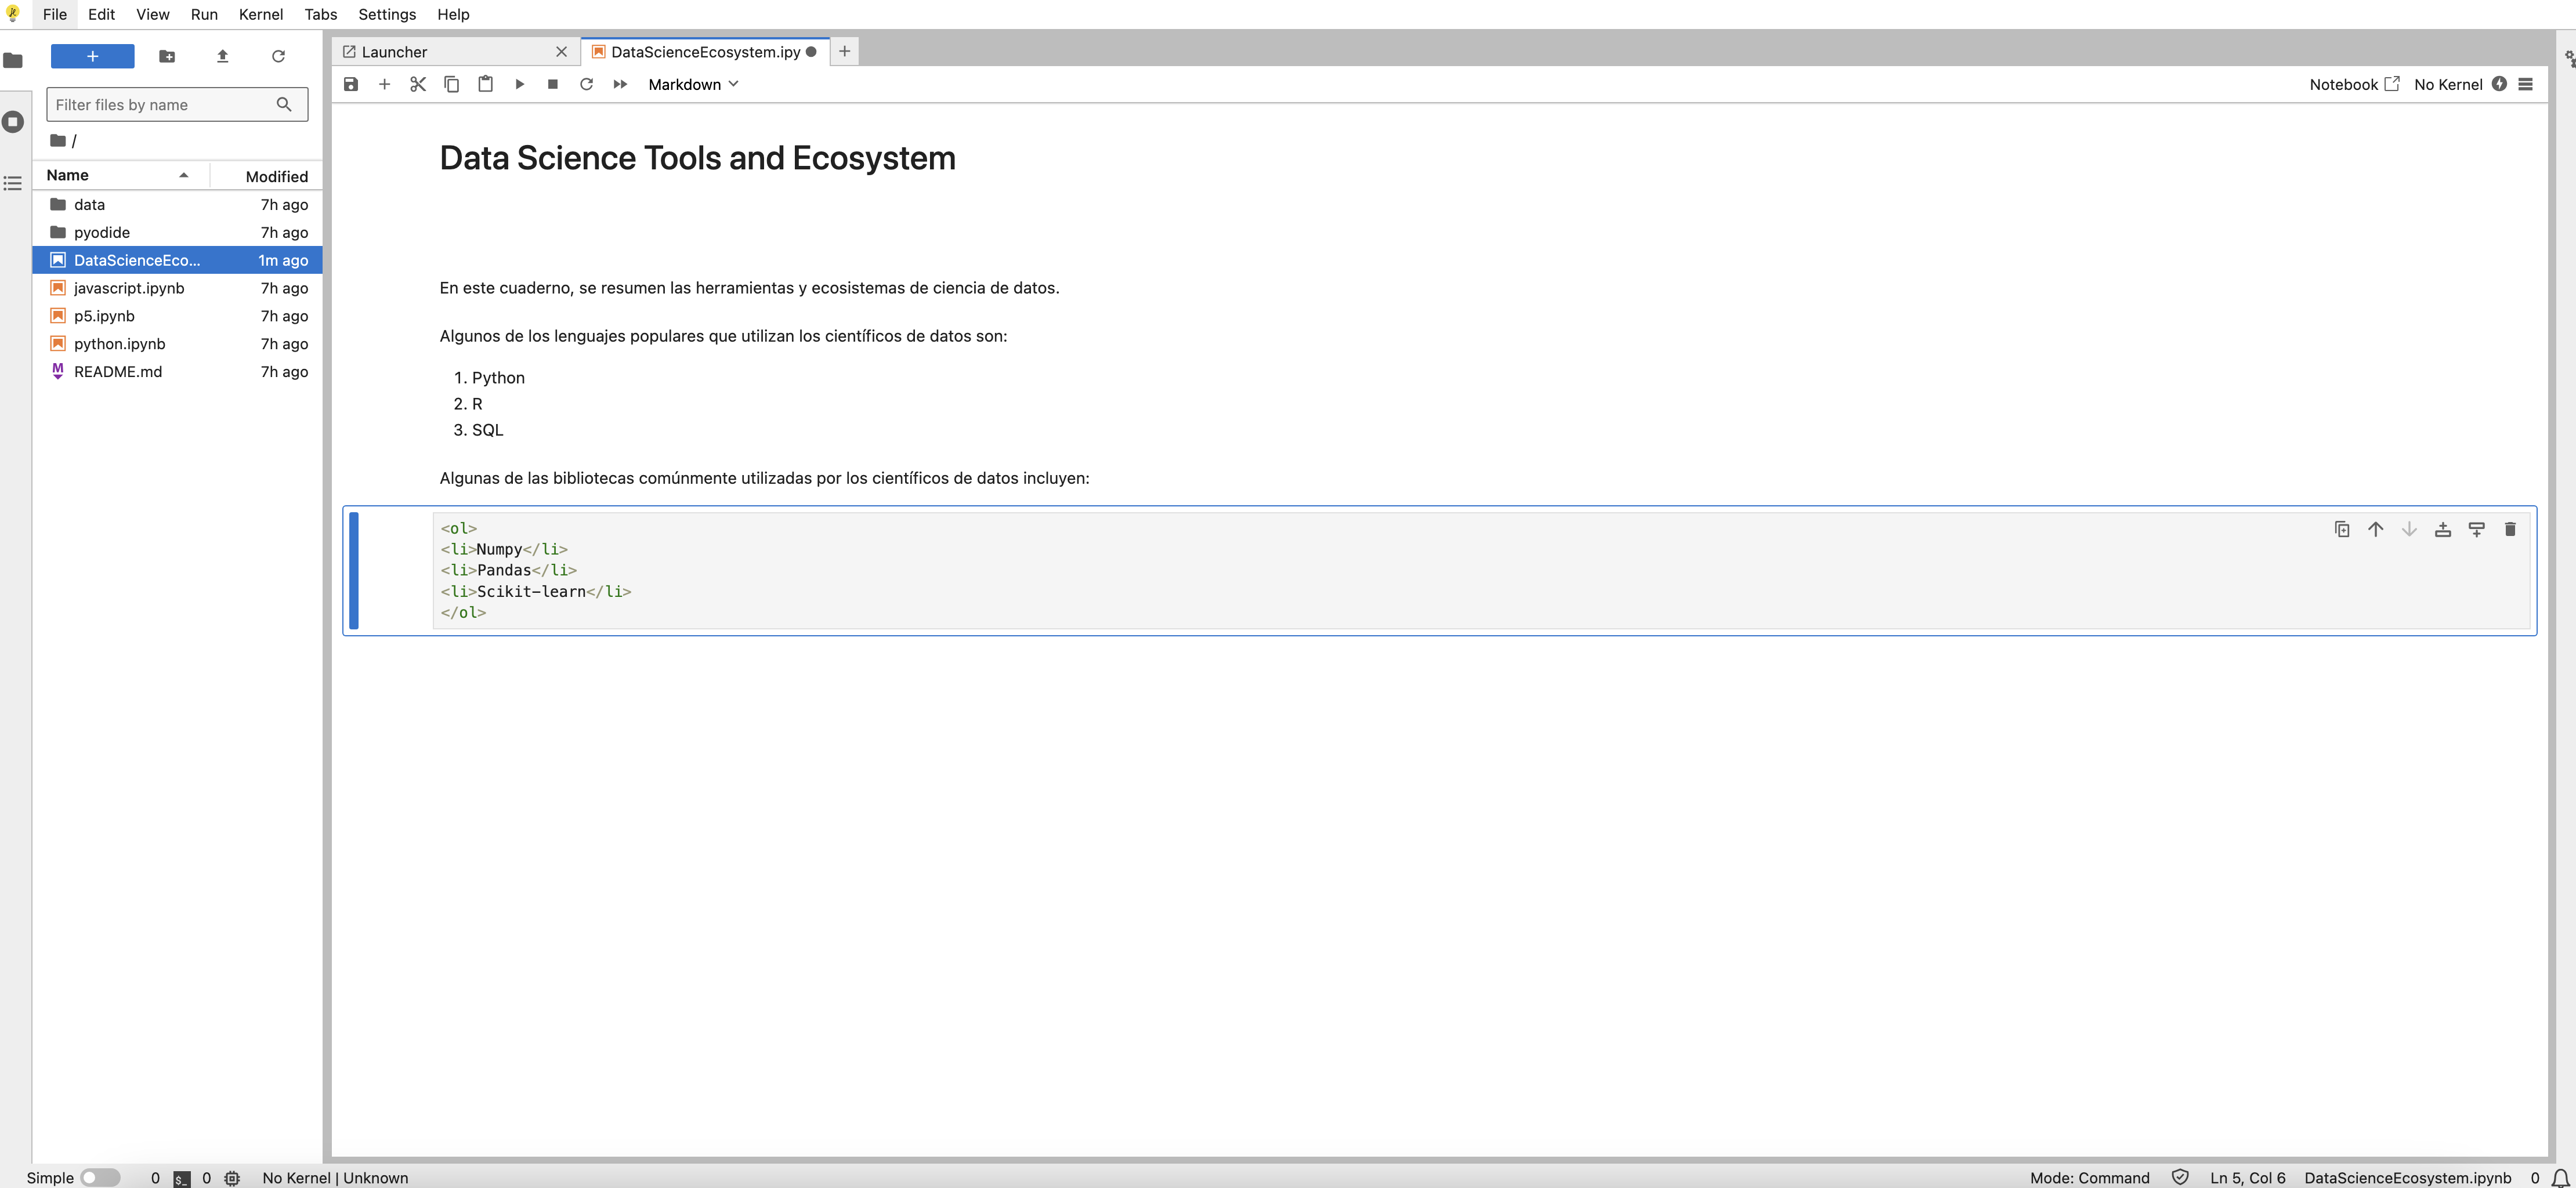 File Edit View Run Kernel Tabs Settings Help
Launcher
DataScienceEcosystem.ipy
Markdown
Notebook
No Kernel
Filter files by name
/
Name Modified
data 7h ago
pyodide 7h ago
DataScienceEco... 1m ago
javascript.ipynb 7h ago
p5.ipynb 7h ago
python.ipynb 7h ago
README.md 7h ago
Data Science Tools and Ecosystem
En este cuaderno, se resumen las herramientas y ecosistemas de ciencia de datos.
Algunos de los lenguajes populares que utilizan los científicos de datos son:
1. Python
2. R
3. SQL
Algunas de las bibliotecas comúnmente utilizadas por los científicos de datos incluyen:
<ol>
<li>Numpy</li>
<li>Pandas</li>
<li>Scikit-learn</li>
</ol>
Simple 0 $_ 0 No Kernel | Unknown Mode: Command Ln 5, Col 6 DataScienceEcosystem.ipynb 0